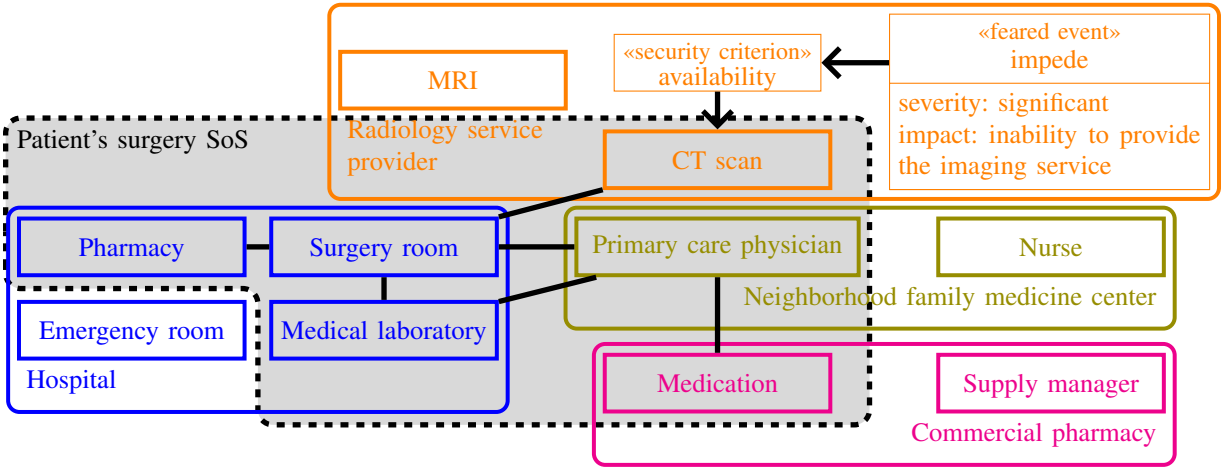 «feared event»
impede
«security criterion»
availability
MRI
severity: significant
impact: inability to provide
the imaging service
Radiology service
provider
Patient's surgery SoS
CT scan
Pharmacy
Surgery room
Primary care physician
Nurse
Neighborhood family medicine center
Emergency room
Medical laboratory
Hospital
Medication
Supply manager
Commercial pharmacy